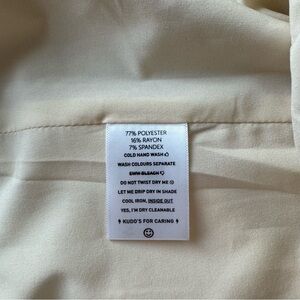 77% POLYESTER
16% RAYON
7% SPANDEX
COLD HAND WASH
WASH COLOURS SEPARATE
BLEACH
DO NOT TWIST DRY ME
LET ME DRIP DRY IN SHADE
COOL IRON, INSIDE OUT
YES, I'M DRY CLEANABLE
KUDO'S FOR CARING